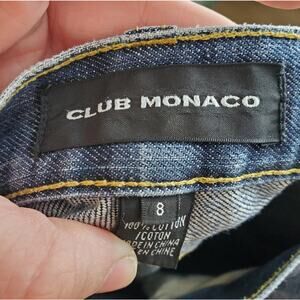 CLUB MONACO
8
100% COTTON
/COTON
MADE IN CHINA
EN CHINE